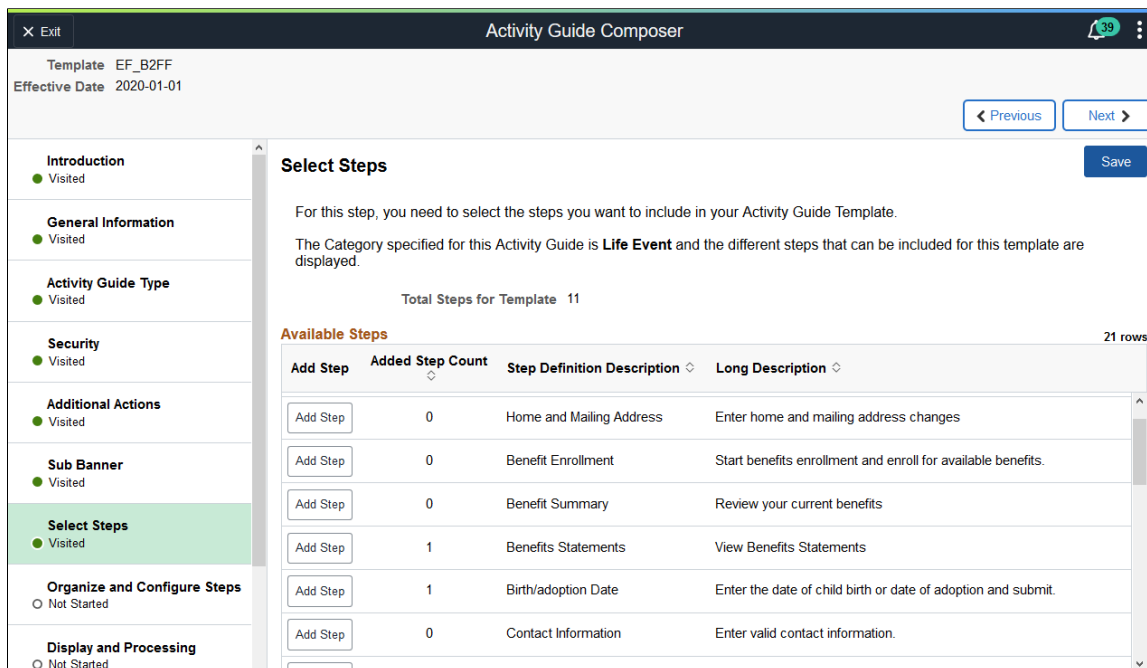 Exit
Activity Guide Composer
39
Template EF_B2FF
Effective Date 2020-01-01
Previous
Next
Introduction
Visited
General Information
Visited
Activity Guide Type
Visited
Security
Visited
Additional Actions
Visited
Sub Banner
Visited
Select Steps
Visited
Organize and Configure Steps
Not Started
Display and Processing
Not Started
Select Steps
Save
For this step, you need to select the steps you want to include in your Activity Guide Template.
The Category specified for this Activity Guide is Life Event and the different steps that can be included for this template are
displayed.
Total Steps for Template 11
Available Steps
21 rows
Add Step Added Step Count Step Definition Description Long Description
Add Step 0 Home and Mailing Address Enter home and mailing address changes
Add Step 0 Benefit Enrollment Start benefits enrollment and enroll for available benefits.
Add Step 0 Benefit Summary Review your current benefits
Add Step 1 Benefits Statements View Benefits Statements
Add Step 1 Birth/adoption Date Enter the date of child birth or date of adoption and submit.
Add Step 0 Contact Information Enter valid contact information.